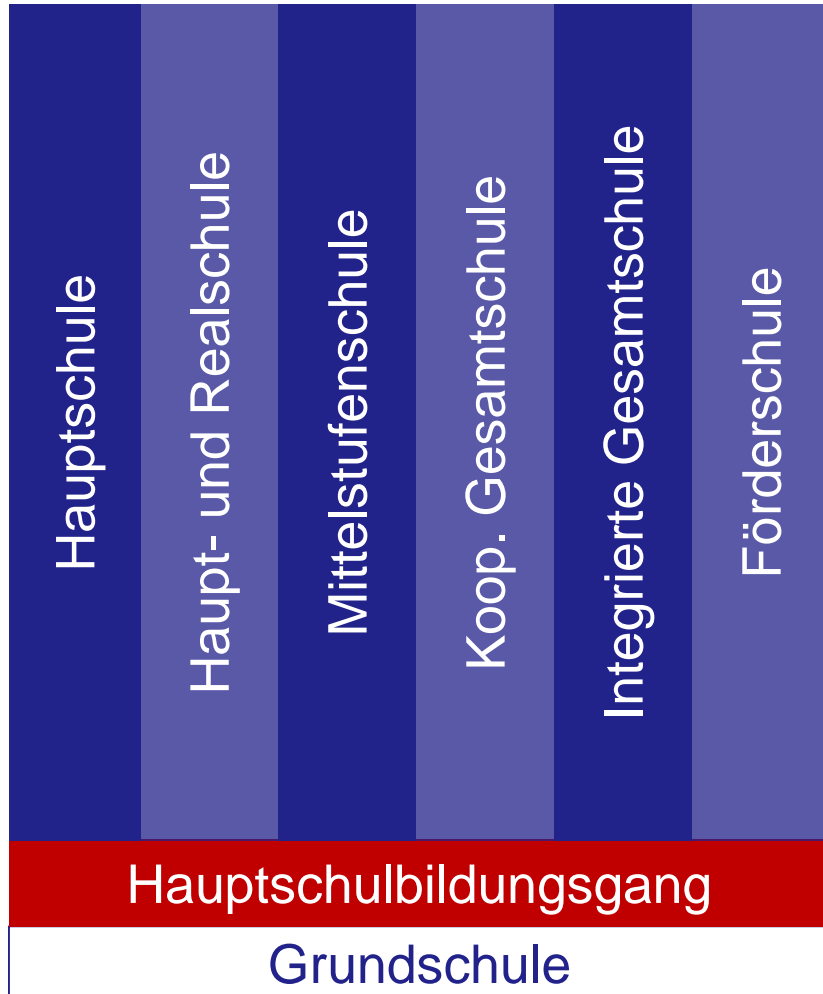 Hauptschule
Haupt- und Realschule
Mittelstufenschule
Koop. Gesamtschule
Integrierte Gesamtschule
Förderschule
Hauptschulbildungsgang
Grundschule